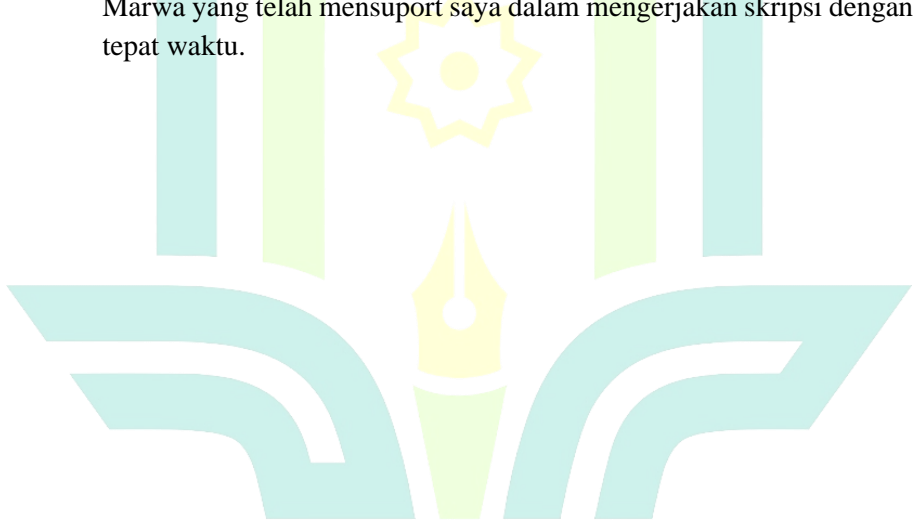 Marwa yang telah mensuport saya dalam mengerjakan skripsi dengan
tepat waktu.